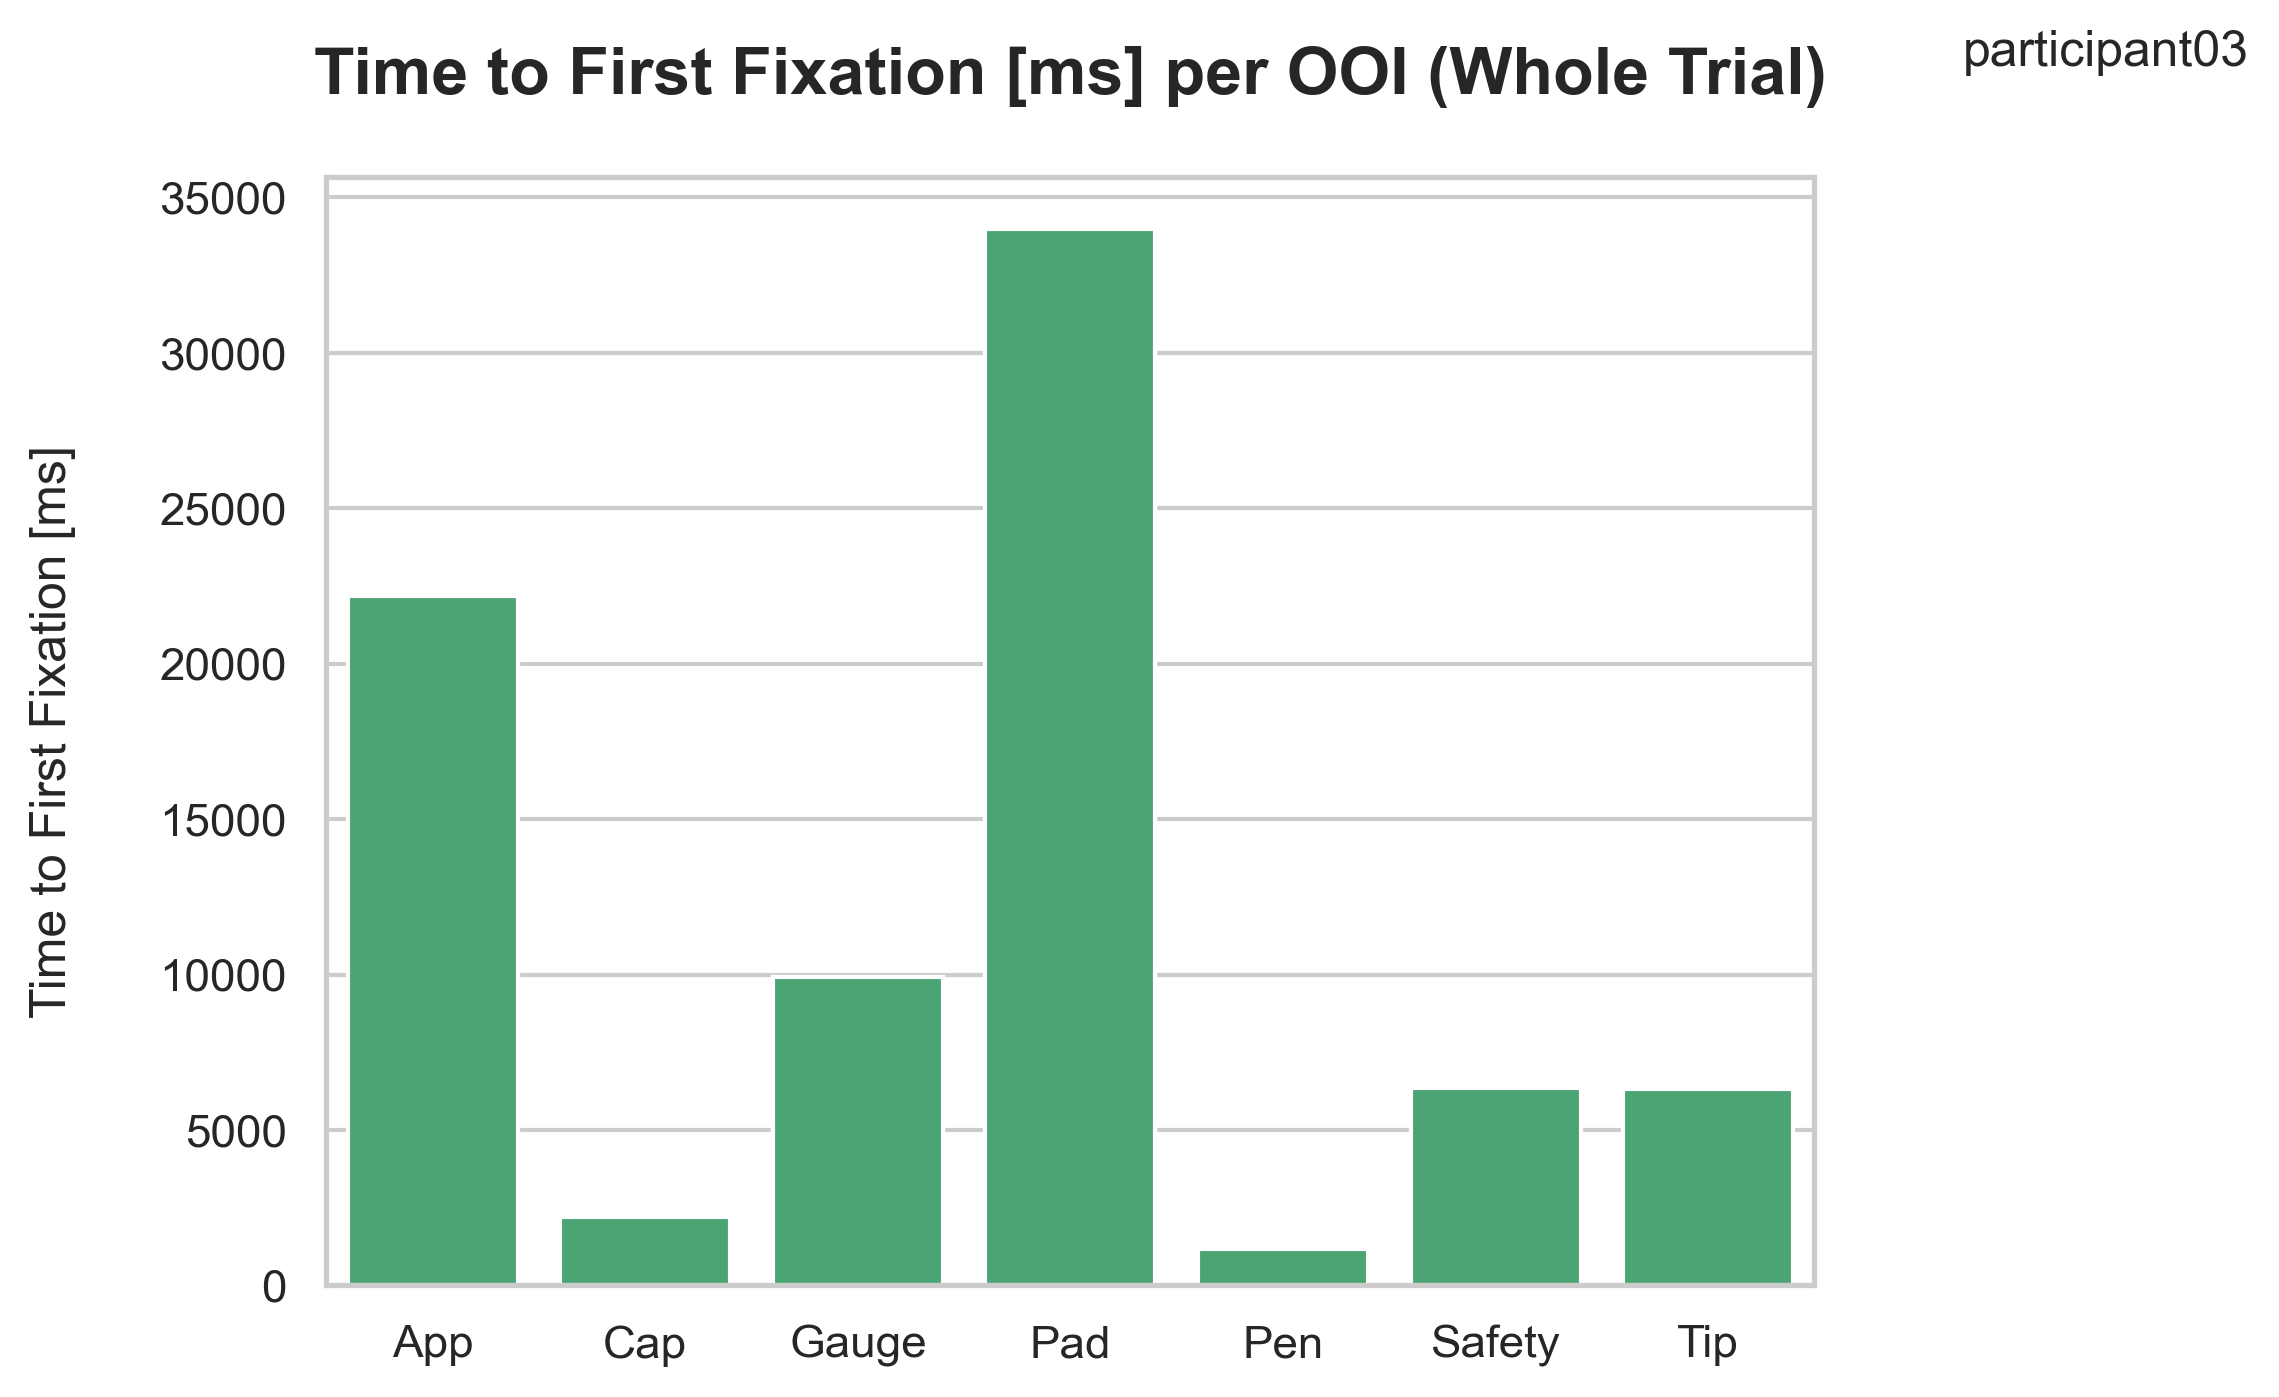 Time to First Fixation [ms] per OOI (Whole Trial)
participant03
Time to First Fixation [ms]
35000
30000
25000
20000
15000
10000
5000
0
App Cap Gauge Pad Pen Safety Tip